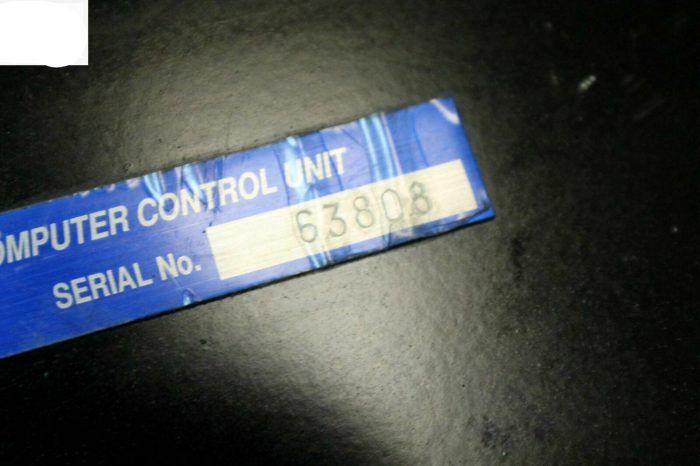 OMPUTER CONTROL UNIT
SERIAL No. 63808